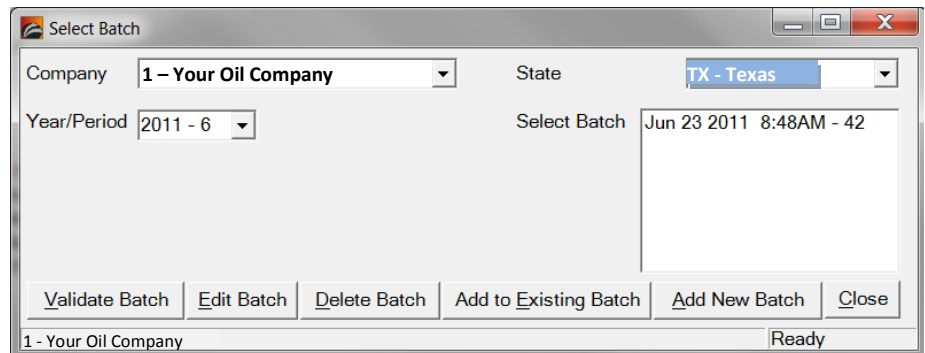 Select Batch
Company 1 – Your Oil Company State TX - Texas
Year/Period 2011 - 6 Select Batch Jun 23 2011 8:48AM - 42
Validate Batch Edit Batch Delete Batch Add to Existing Batch Add New Batch Close
1 - Your Oil Company Ready